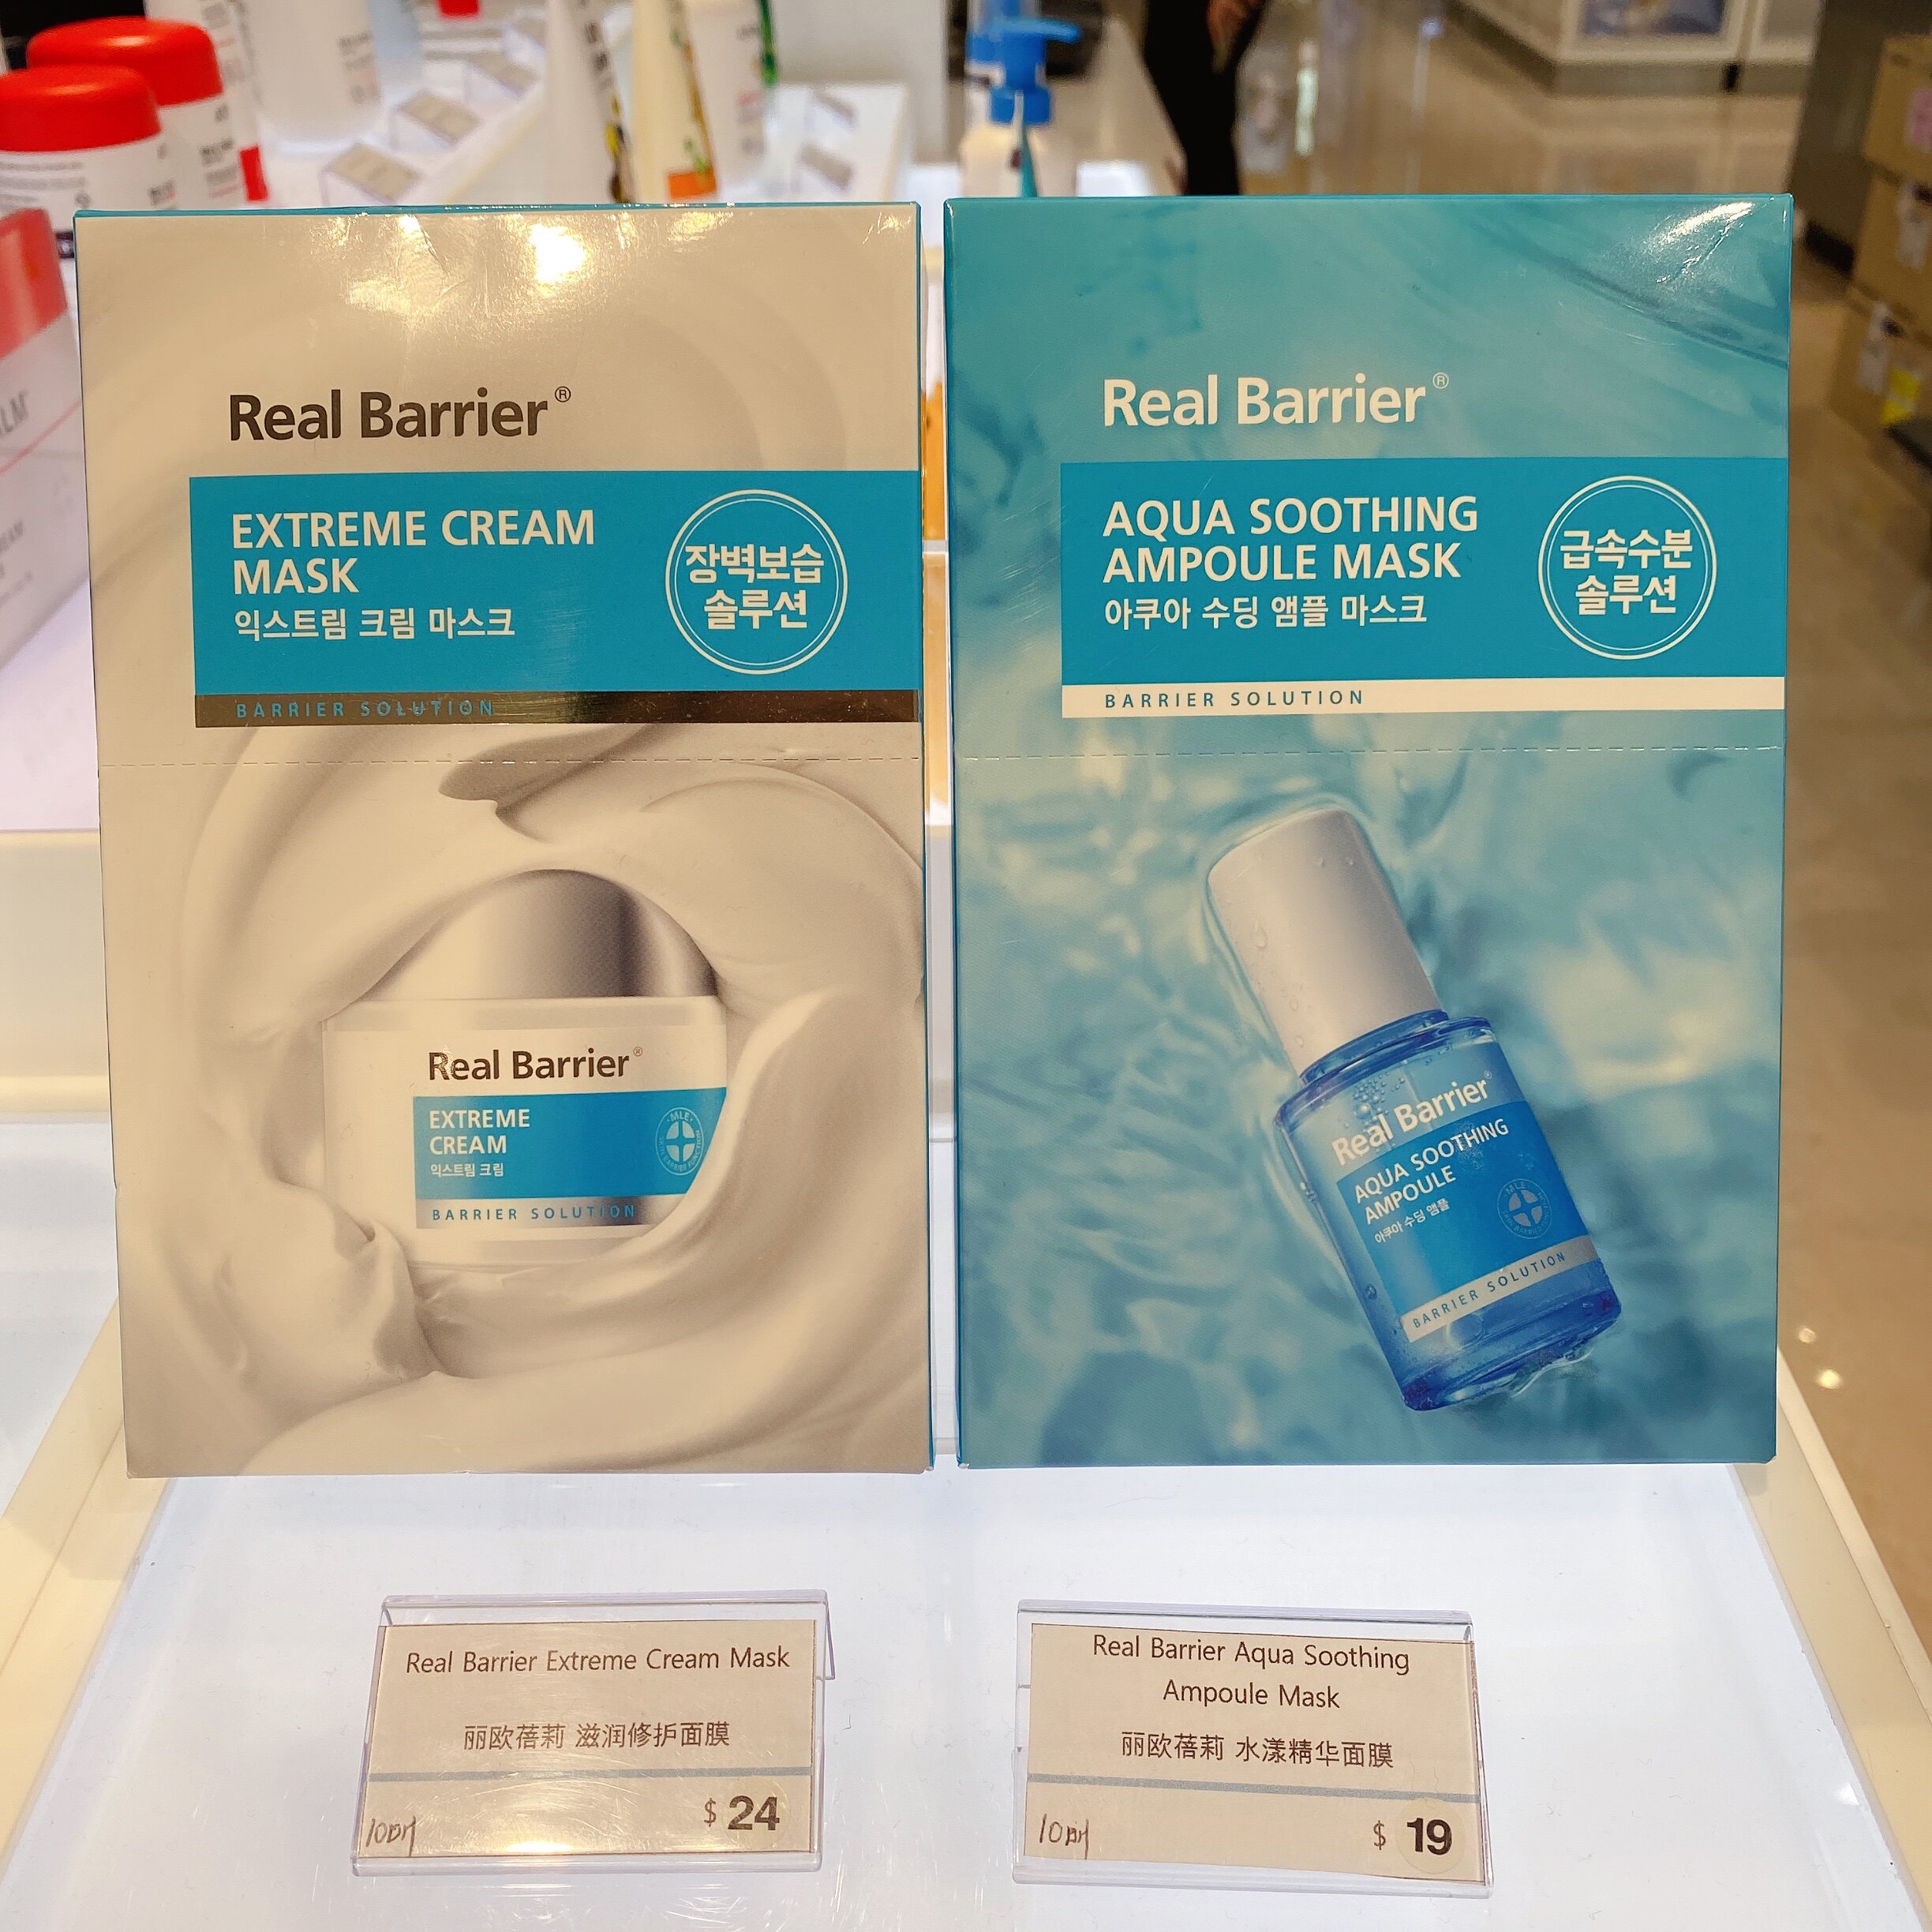 Real Barrier®
EXTREME CREAM
MASK
익스트림 크림 마스크
장벽보습
솔루션
BARRIER SOLUTION
Real Barrier®
EXTREME
CREAM
익스트림 크림
MLE
BARRIER SOLUTION
Real Barrier®
AQUA SOOTHING
AMPOULE MASK
아쿠아 수딩 앰플 마스크
급속수분
솔루션
BARRIER SOLUTION
Real Barrier®
AQUA SOOTHING
AMPOULE
아쿠아 수딩 앰플
MLE
BARRIER SOLUTION
Real Barrier Extreme Cream Mask
丽欧蓓莉 滋润修护面膜
10매
$ 24
Real Barrier Aqua Soothing
Ampoule Mask
丽欧蓓莉 水漾精华面膜
10매
$ 19